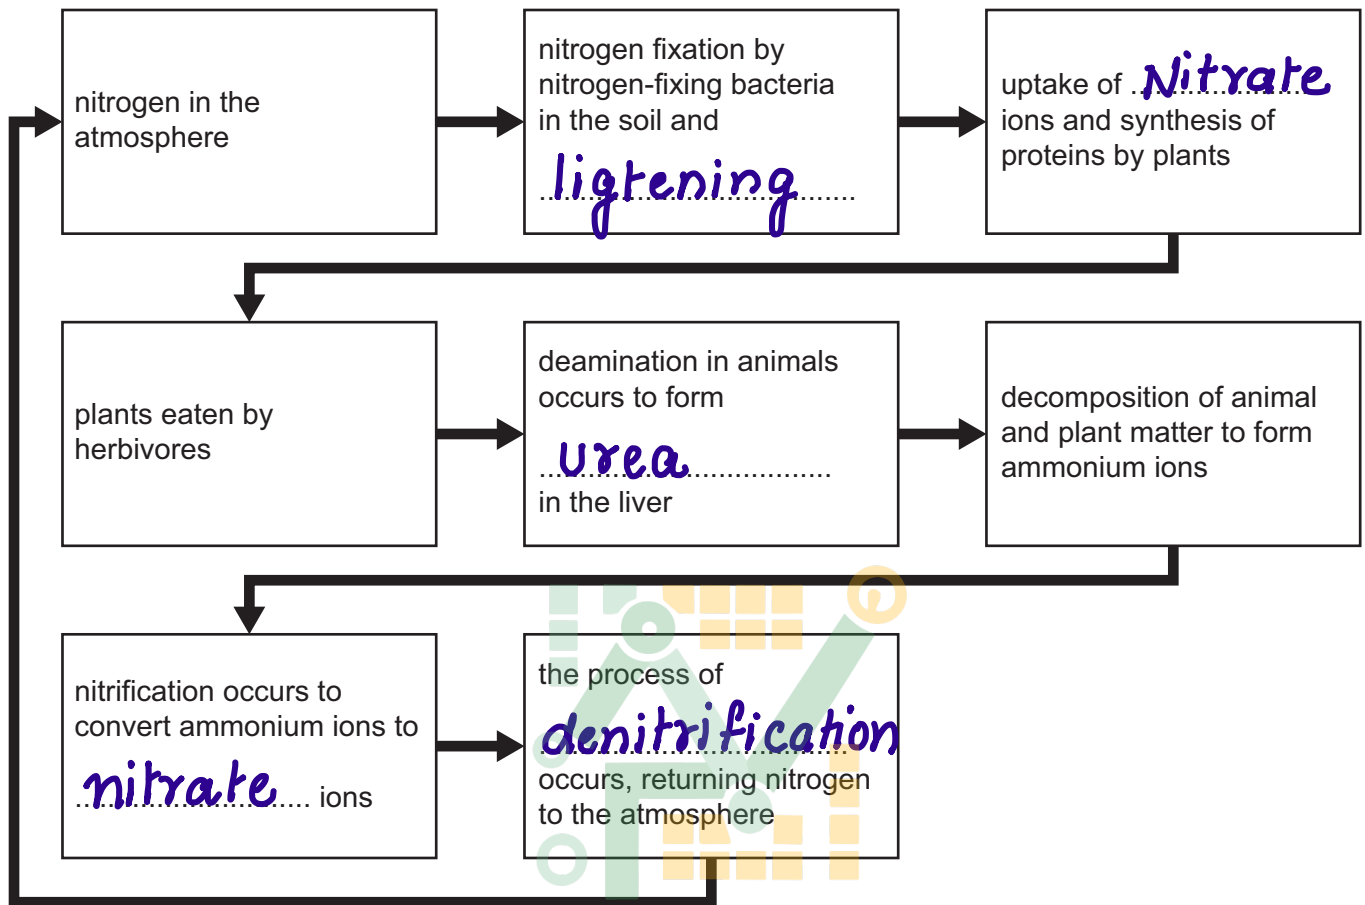 nitrogen in the
atmosphere
nitrogen fixation by
nitrogen-fixing bacteria
in the soil and
ligtening
uptake of Nitrate
ions and synthesis of
proteins by plants
plants eaten by
herbivores
deamination in animals
occurs to form
urea
in the liver
decomposition of animal
and plant matter to form
ammonium ions
nitrification occurs to
convert ammonium ions to
nitrate ions
the process of
denitrification
occurs, returning nitrogen
to the atmosphere